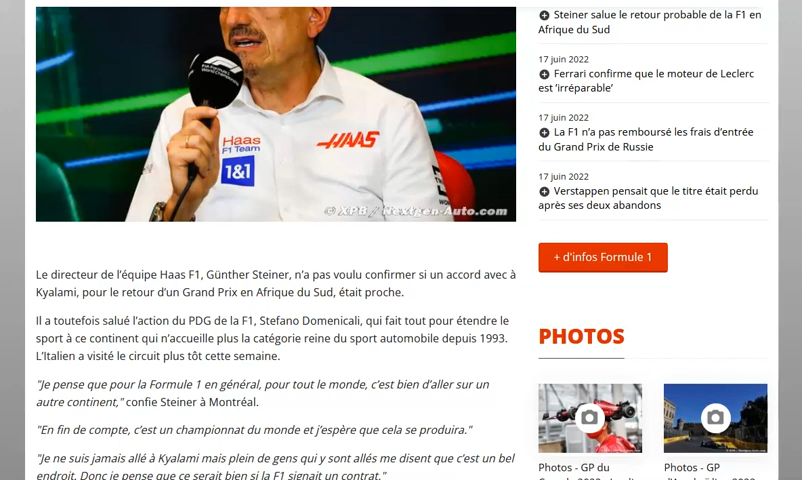 Haas
F1 Team
HAAS
1&1
© XPB / Nextgen-Auto.com
Le directeur de l’équipe Haas F1, Günther Steiner, n’a pas voulu confirmer si un accord avec à
Kyalami, pour le retour d’un Grand Prix en Afrique du Sud, était proche.
Il a toutefois salué l’action du PDG de la F1, Stefano Domenicali, qui fait tout pour étendre le
sport à ce continent qui n’accueille plus la catégorie reine du sport automobile depuis 1993.
L’Italien a visité le circuit plus tôt cette semaine.
"Je pense que pour la Formule 1 en général, pour tout le monde, c’est bien d’aller sur un
autre continent," confie Steiner à Montréal.
"En fin de compte, c’est un championnat du monde et j’espère que cela se produira."
"Je ne suis jamais allé à Kyalami mais plein de gens qui y sont allés me disent que c’est un bel
endroit. Donc je pense que ce serait bien si la F1 signait un contrat."
Steiner salue le retour probable de la F1 en
Afrique du Sud
17 juin 2022
Ferrari confirme que le moteur de Leclerc
est ’irréparable’
17 juin 2022
La F1 n’a pas remboursé les frais d’entrée
du Grand Prix de Russie
17 juin 2022
Verstappen pensait que le titre était perdu
après ses deux abandons
+ d'infos Formule 1
PHOTOS
Photos - GP du
Photos - GP